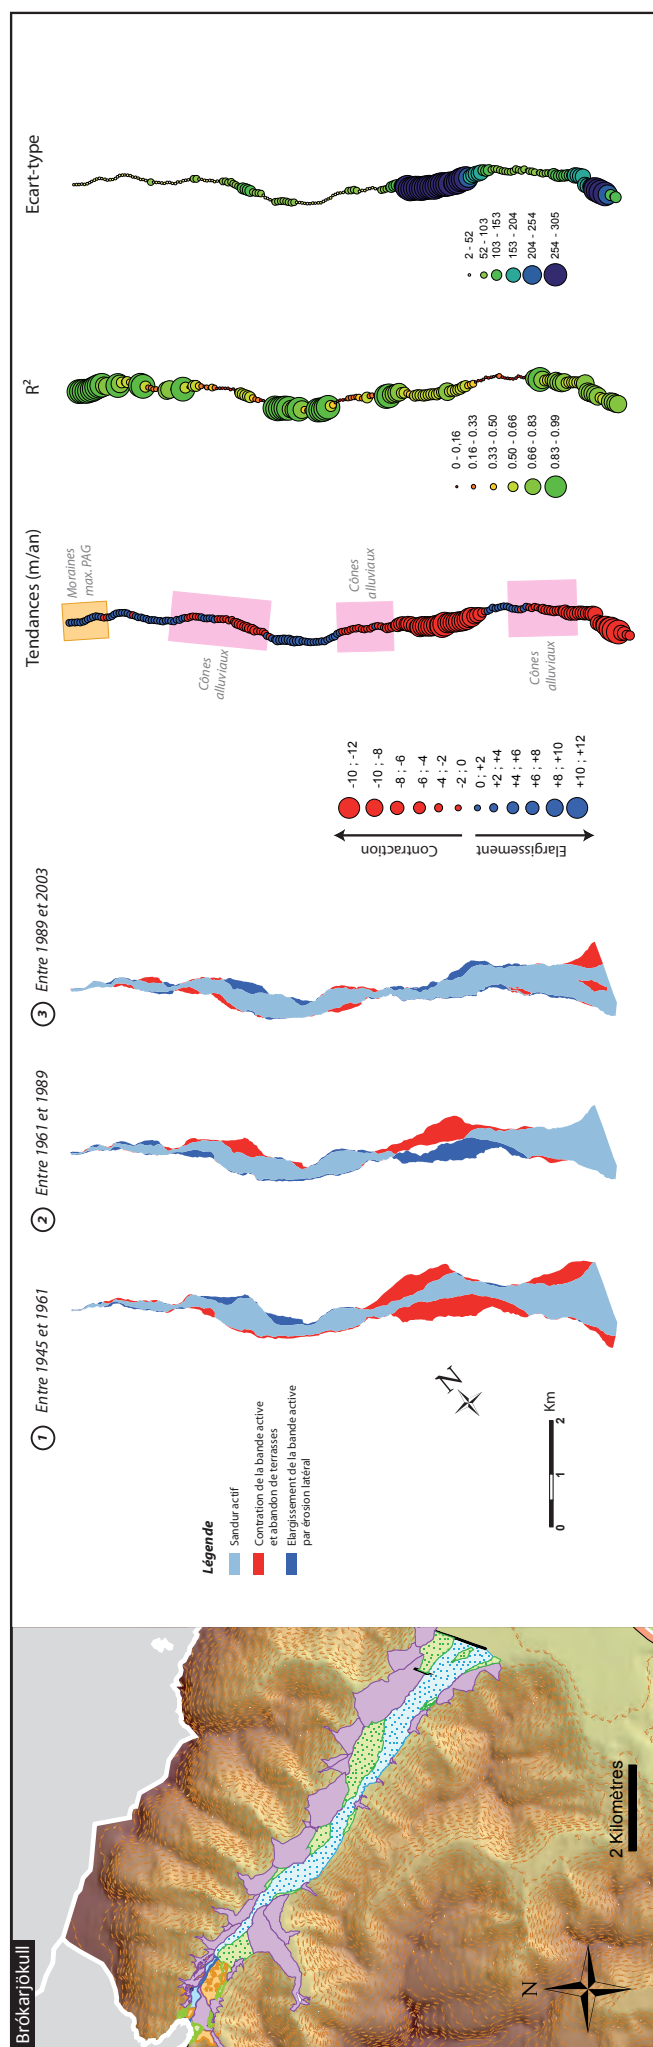 Ecart-type
2 - 52
52 - 103
103 - 153
153 - 204
204 - 254
254 - 305
R²
0 - 0,16
0.16 - 0.33
0.33 - 0.50
0.50 - 0.66
0.66 - 0.83
0.83 - 0.99
Tendances (m/an)
Moraines
max. PAG
Cônes
alluviaux
Cônes
alluviaux
Cônes
alluviaux
-10 ; -12
-10 ; -8
-8 ; -6
-6 ; -4
-4 ; -2
-2 ; 0
0 ; +2
+2 ; +4
+4 ; +6
+6 ; +8
+8 ; +10
+10 ; +12
Contraction
Elargissement
3 Entre 1989 et 2003
2 Entre 1961 et 1989
1 Entre 1945 et 1961
Légende
Sandur actif
Contration de la bande active
et abandon de terrasses
Elargissement de la bande active
par érosion latéral
N
Km
0 1 2
Brókarjökull
2 Kilomètres
N